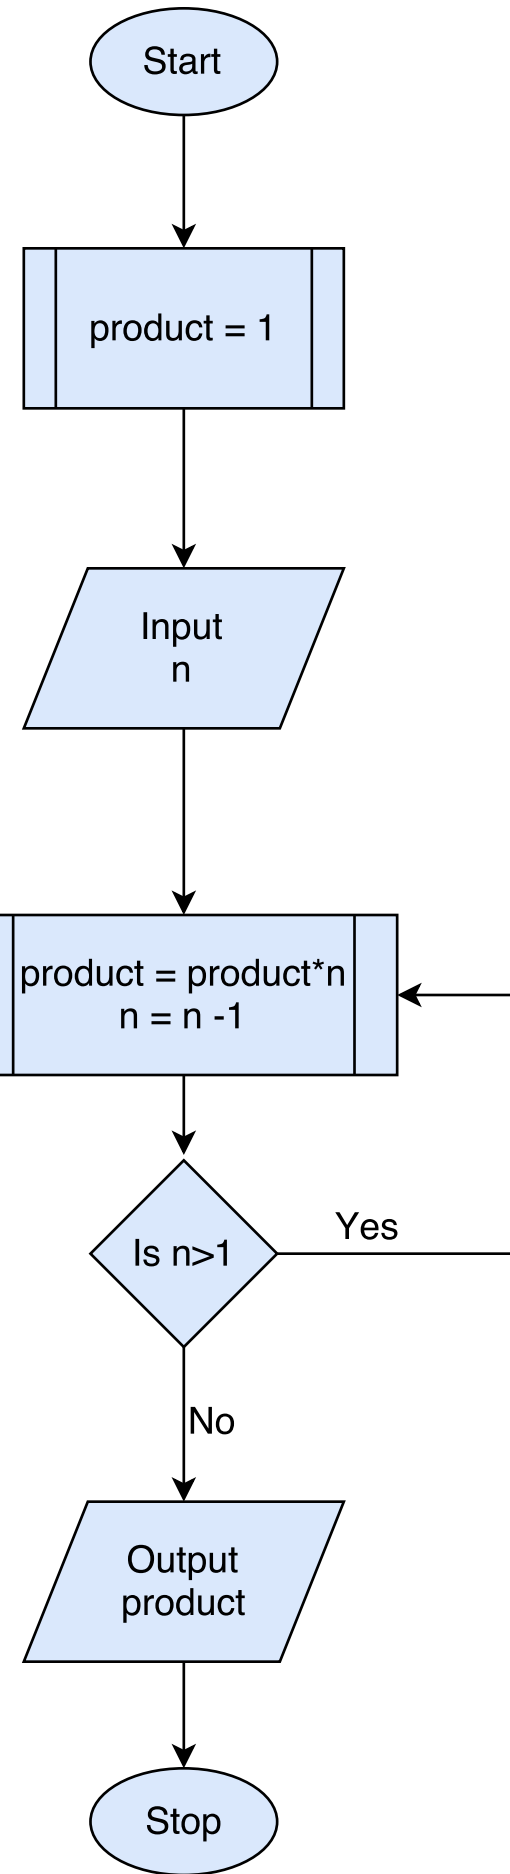 Start
product = 1
Input
n
product = product*n
n = n -1
Is n>1
Yes
No
Output
product
Stop